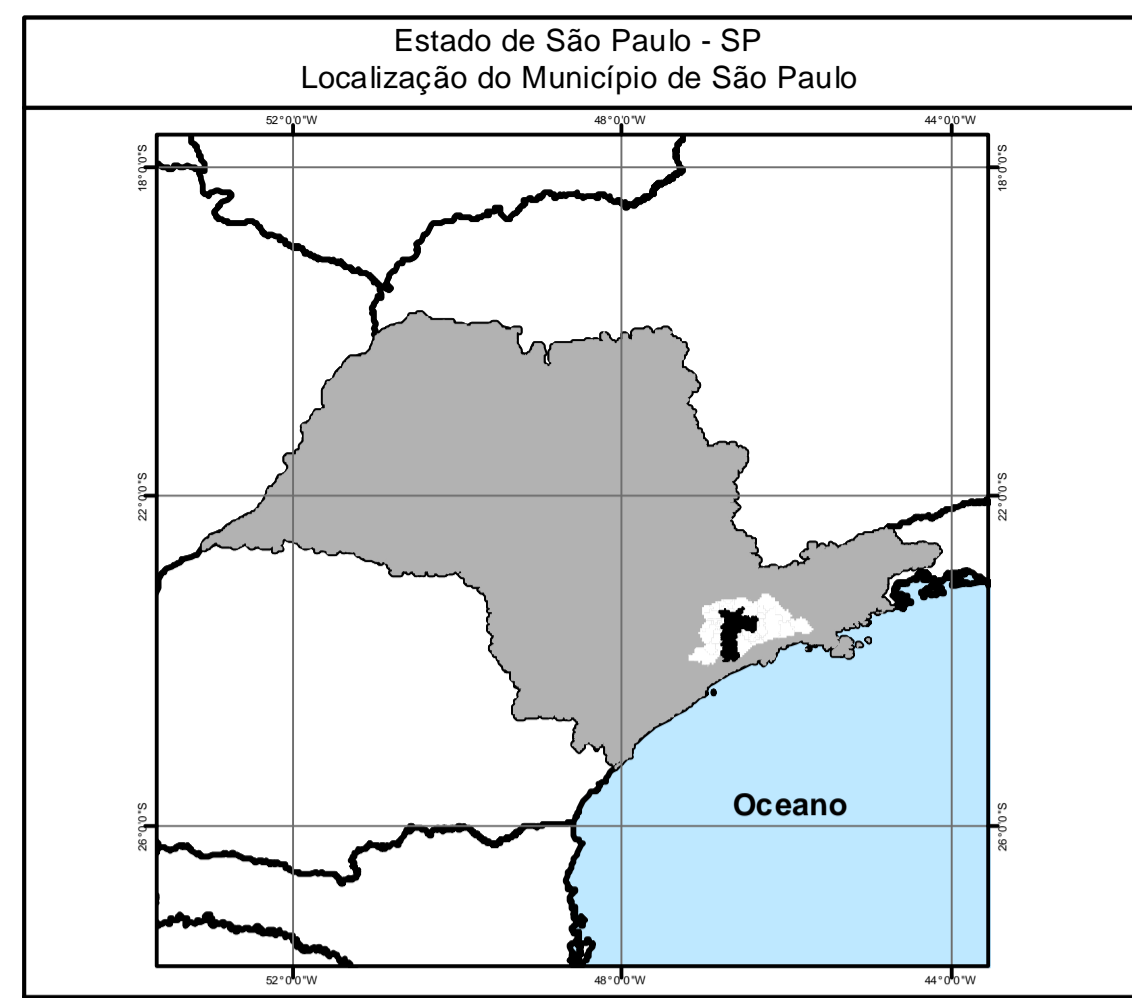 Estado de São Paulo - SP
Localização do Município de São Paulo
52°0'0"W 48°0'0"W 44°0'0"W
18°0'0"S 18°0'0"S
22°0'0"S 22°0'0"S
Oceano
26°0'0"S 26°0'0"S
52°0'0"W 48°0'0"W 44°0'0"W